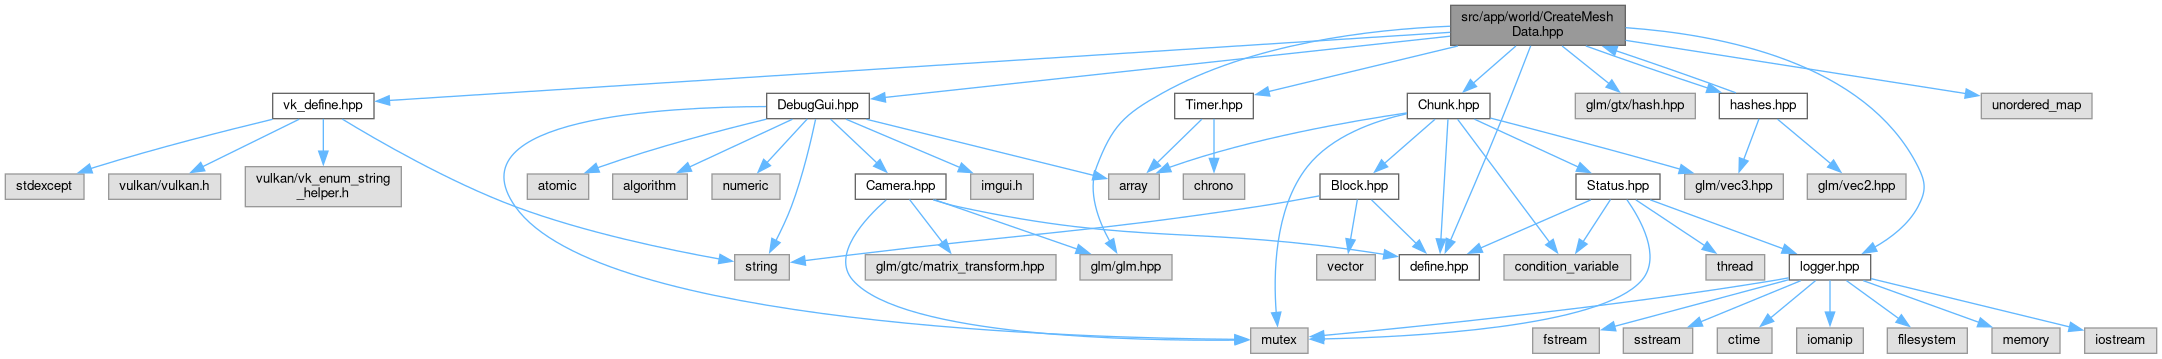 src/app/world/CreateMesh
Data.hpp
vk_define.hpp
DebugGui.hpp
Timer.hpp
Chunk.hpp
glm/gtx/hash.hpp
hashes.hpp
unordered_map
stdexcept
vulkan/vulkan.h
vulkan/vk_enum_string
_helper.h
atomic
algorithm
numeric
Camera.hpp
imgui.h
array
chrono
Block.hpp
Status.hpp
glm/vec3.hpp
glm/vec2.hpp
string
glm/gtc/matrix_transform.hpp
glm/glm.hpp
vector
define.hpp
condition_variable
thread
logger.hpp
mutex
fstream
sstream
ctime
iomanip
filesystem
memory
iostream